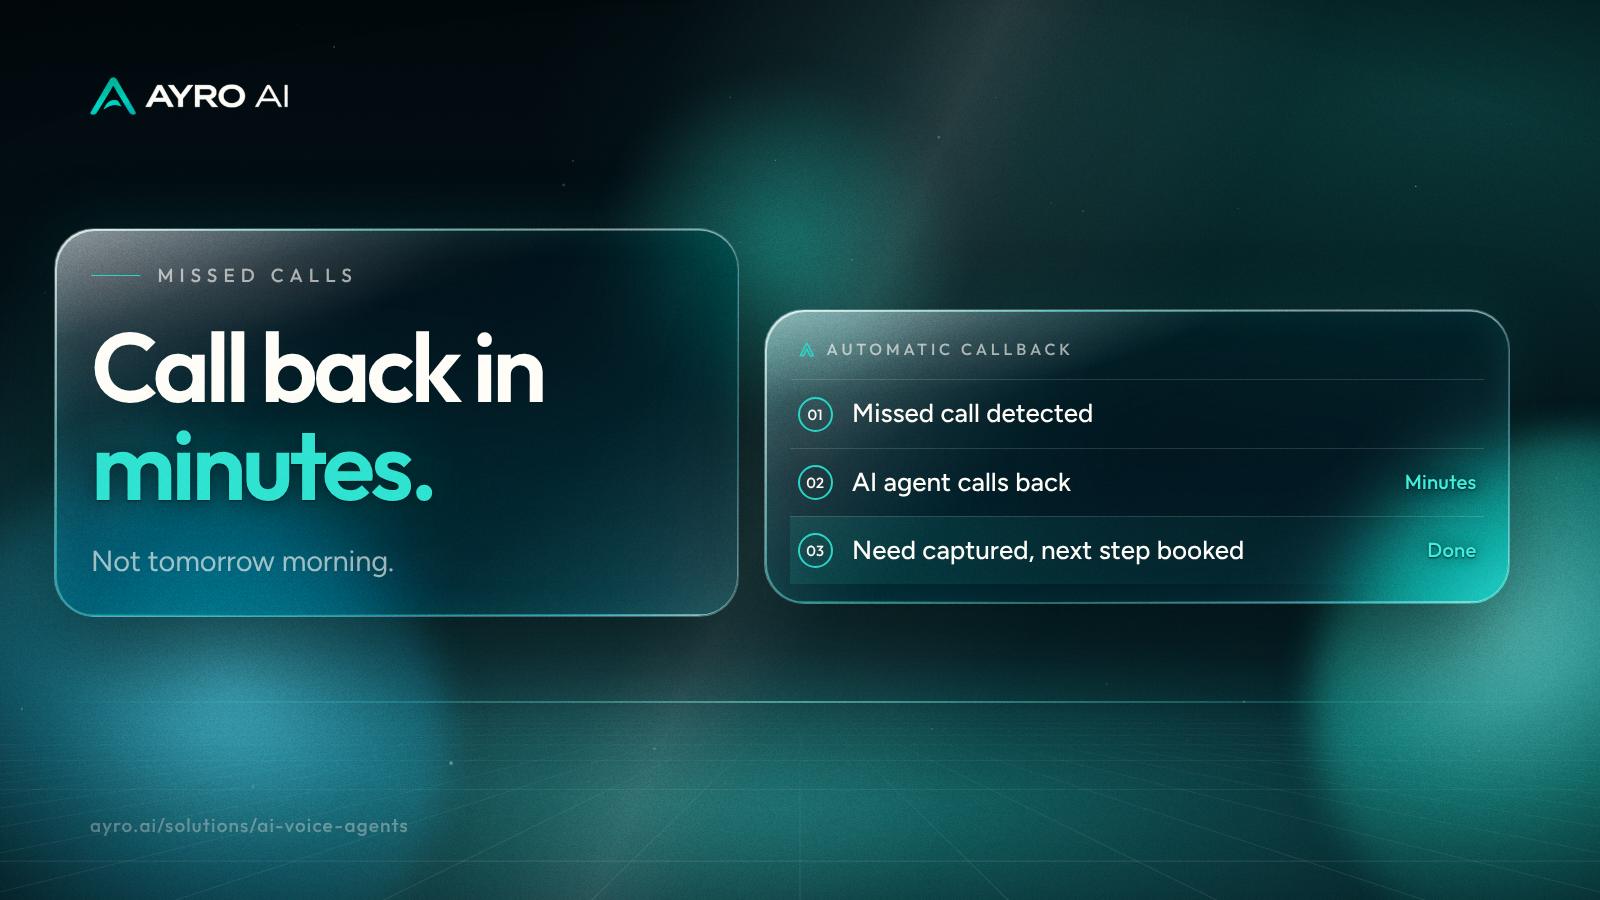 AYRO AI
MISSED CALLS
Call back in
minutes.
Not tomorrow morning.
AUTOMATIC CALLBACK
01 Missed call detected
02 AI agent calls back Minutes
03 Need captured, next step booked Done
ayro.ai/solutions/ai-voice-agents